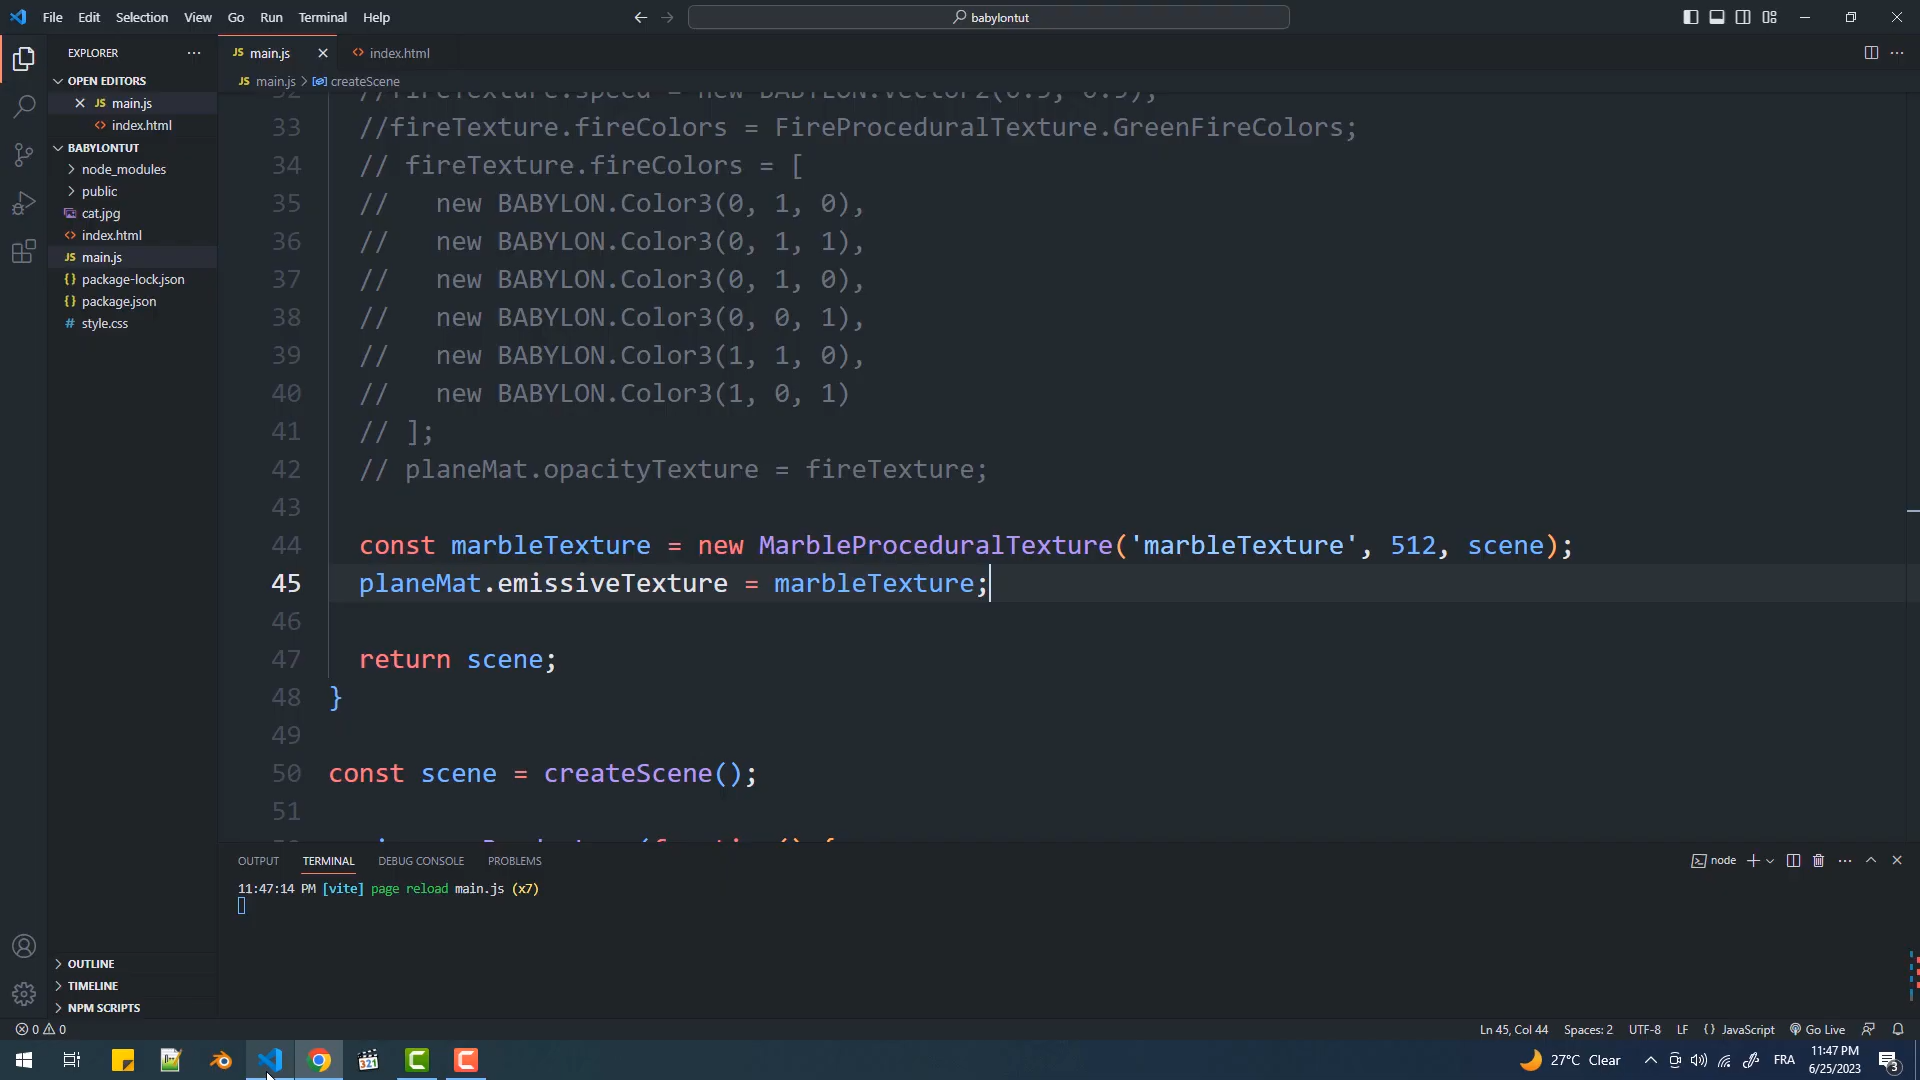 File Edit Selection View Go Run Terminal Help
babylontut
EXPLORER
OPEN EDITORS
JS main.js
index.html
BABYLONTUT
node_modules
public
cat.jpg
index.html
JS main.js
{} package-lock.json
{} package.json
# style.css
OUTLINE
TIMELINE
NPM SCRIPTS
JS main.js
index.html
JS main.js > createScene
33 //fireTexture.fireColors = FireProceduralTexture.GreenFireColors;
34 // fireTexture.fireColors = [
35 //   new BABYLON.Color3(0, 1, 0),
36 //   new BABYLON.Color3(0, 1, 1),
37 //   new BABYLON.Color3(0, 1, 0),
38 //   new BABYLON.Color3(0, 0, 1),
39 //   new BABYLON.Color3(1, 1, 0),
40 //   new BABYLON.Color3(1, 0, 1)
41 // ];
42 // planeMat.opacityTexture = fireTexture;
43
44 const marbleTexture = new MarbleProceduralTexture('marbleTexture', 512, scene);
45 planeMat.emissiveTexture = marbleTexture;
46
47 return scene;
48 }
49
50 const scene = createScene();
51
OUTPUT TERMINAL DEBUG CONSOLE PROBLEMS
node
11:47:14 PM [vite] page reload main.js (x7)
0 0
Ln 45, Col 44 Spaces: 2 UTF-8 LF {} JavaScript Go Live
321
27°C Clear
FRA
11:47 PM
6/25/2023
3